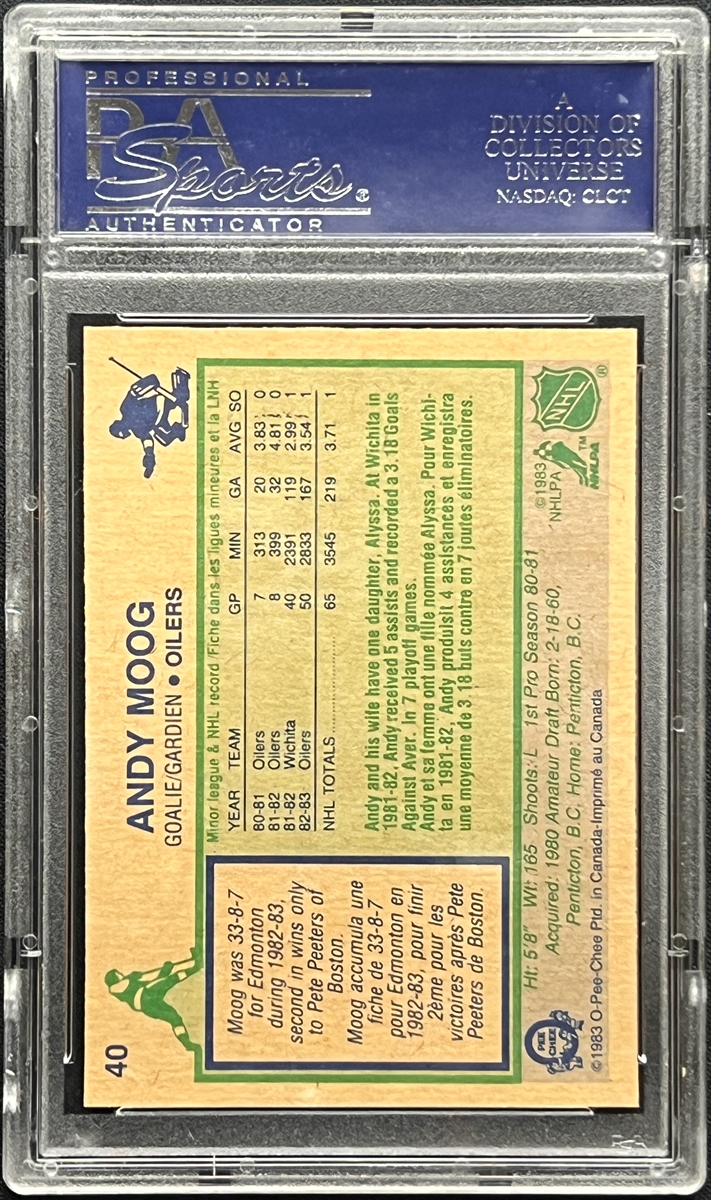 PROFESSIONAL
PSA
Sports®
AUTHENTICATOR
A
DIVISION OF
COLLECTORS
UNIVERSE
NASDAQ: CLCT
40
ANDY MOOG
GOALIE/GARDIEN • OILERS
Moog was 33-8-7
for Edmonton
during 1982-83,
second in wins only
to Pete Peeters of
Boston.
Moog accumula une
fiche de 33-8-7
pour Edmonton en
1982-83, pour finir
2ème pour les
victoires après Pete
Peeters de Boston.
Minor league & NHL record/Fiche dans les ligues mineures et la LNH
YEAR TEAM GP MIN GA AVG SO
80-81 Oilers 7 313 20 3.83 0
81-82 Oilers 8 399 32 4.81 0
81-82 Wichita 40 2391 119 2.99 1
82-83 Oilers 50 2833 167 3.54 1
NHL TOTALS 65 3545 219 3.71 1
Andy and his wife have one daughter, Alyssa. At Wichita in
1981-82, Andy received 5 assists and recorded a 3.18 Goals
Against Aver. in 7 playoff games.
Andy et sa femme ont une fille nommée Alyssa. Pour Wichi-
ta en 1981-82, Andy produisit 4 assistances et enregistra
une moyenne de 3.18 buts contre en 7 joutes éliminatoires.
Ht: 5'8" Wt: 165 Shoots: L 1st Pro Season 80-81
Acquired: 1980 Amateur Draft Born: 2-18-60,
Penticton, B.C. Home: Penticton, B.C.
©1983 O-Pee-Chee Ptd. in Canada-Imprimé au Canada
O
PEE
CHEE
©1983
NHLPA
NHLPA™
NHL®